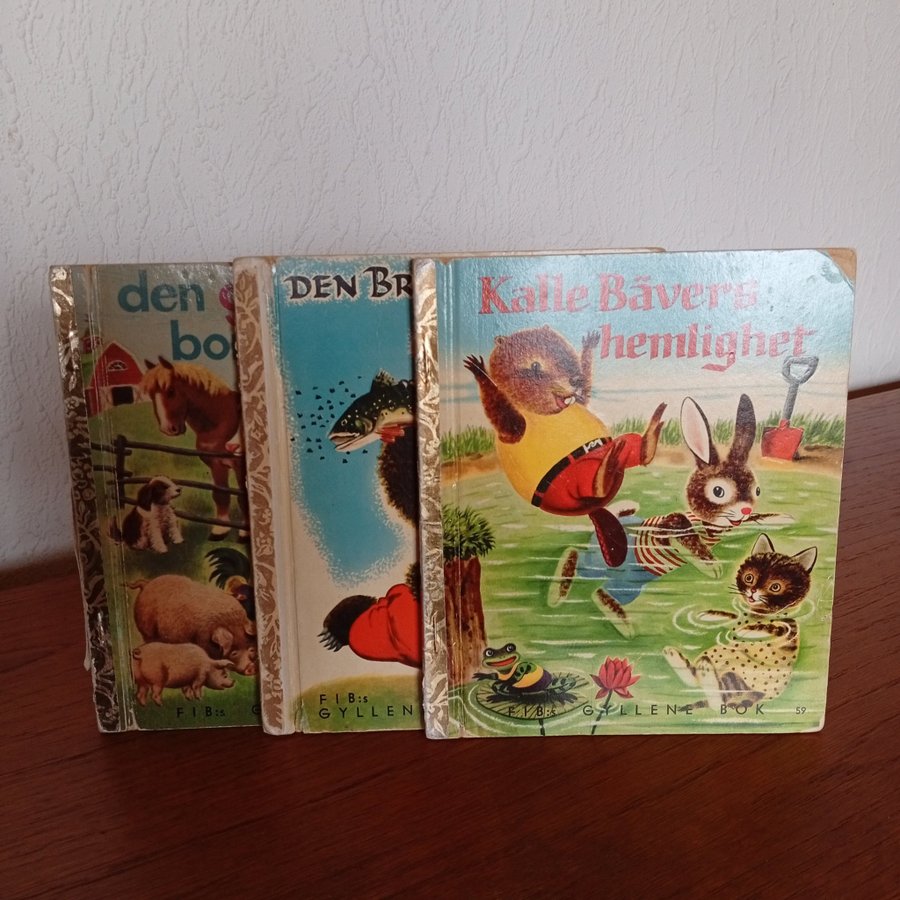 den
bo
FIB:s G
DEN BR
FIB:s
GYLLENE
Kalle Bävers
hemlighet
FIB:s GYLLENE BOK 59